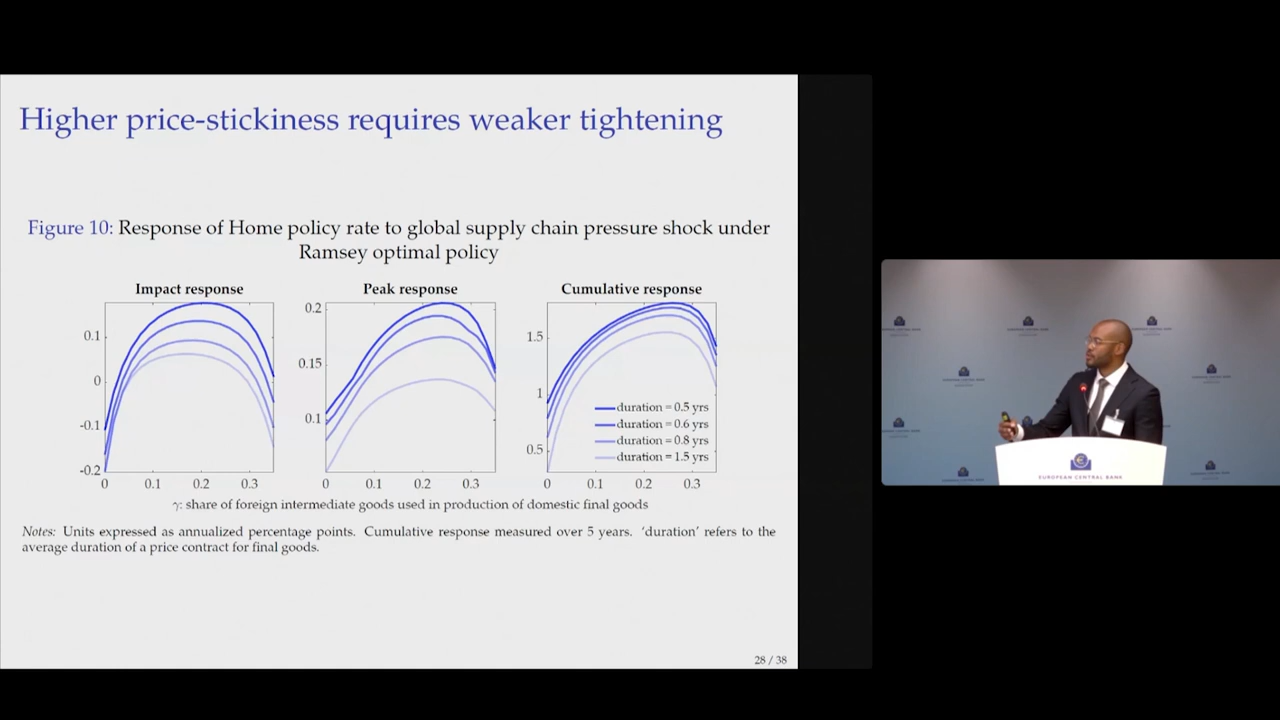 Higher price-stickiness requires weaker tightening
Figure 10: Response of Home policy rate to global supply chain pressure shock under
Ramsey optimal policy
Impact response
0.1
0
-0.1
-0.2
0 0.1 0.2 0.3
Peak response
0.2
0.15
0.1
0 0.1 0.2 0.3
Cumulative response
1.5
1
0.5
duration = 0.5 yrs
duration = 0.6 yrs
duration = 0.8 yrs
duration = 1.5 yrs
0 0.1 0.2 0.3
γ: share of foreign intermediate goods used in production of domestic final goods
Notes: Units expressed as annualized percentage points. Cumulative response measured over 5 years. ‘duration’ refers to the
average duration of a price contract for final goods.
28 / 38
EUROPEAN CENTRAL BANK